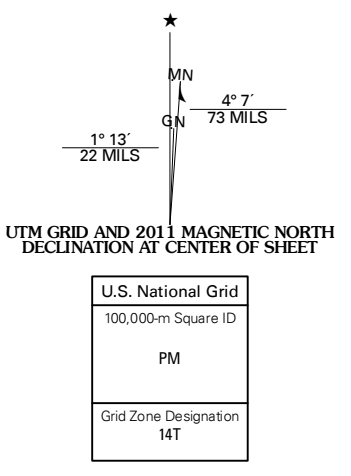 ★
MN
4° 7´
73 MILS
GN
1° 13´
22 MILS
UTM GRID AND 2011 MAGNETIC NORTH
DECLINATION AT CENTER OF SHEET
U.S. National Grid
100,000-m Square ID
PM
Grid Zone Designation
14T